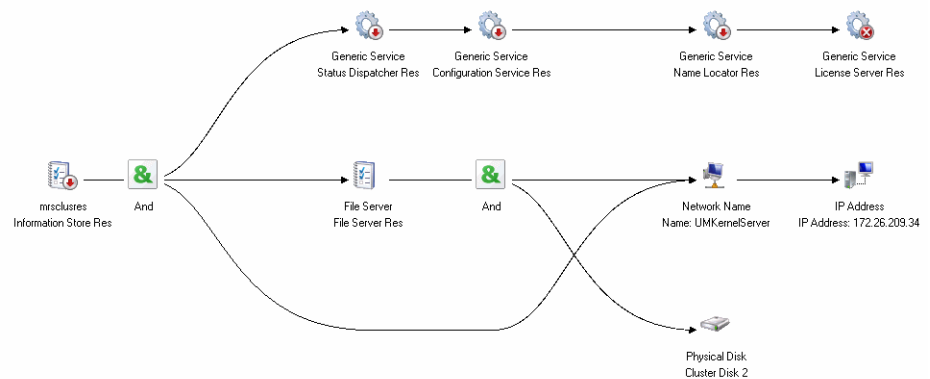 Generic Service
Status Dispatcher Res
Generic Service
Configuration Service Res
Generic Service
Name Locator Res
Generic Service
License Server Res
&
&
mrsclusres
Information Store Res
And
File Server
File Server Res
And
Network Name
Name: UMKernelServer
IP Address
IP Address: 172.26.209.34
Physical Disk
Cluster Disk 2